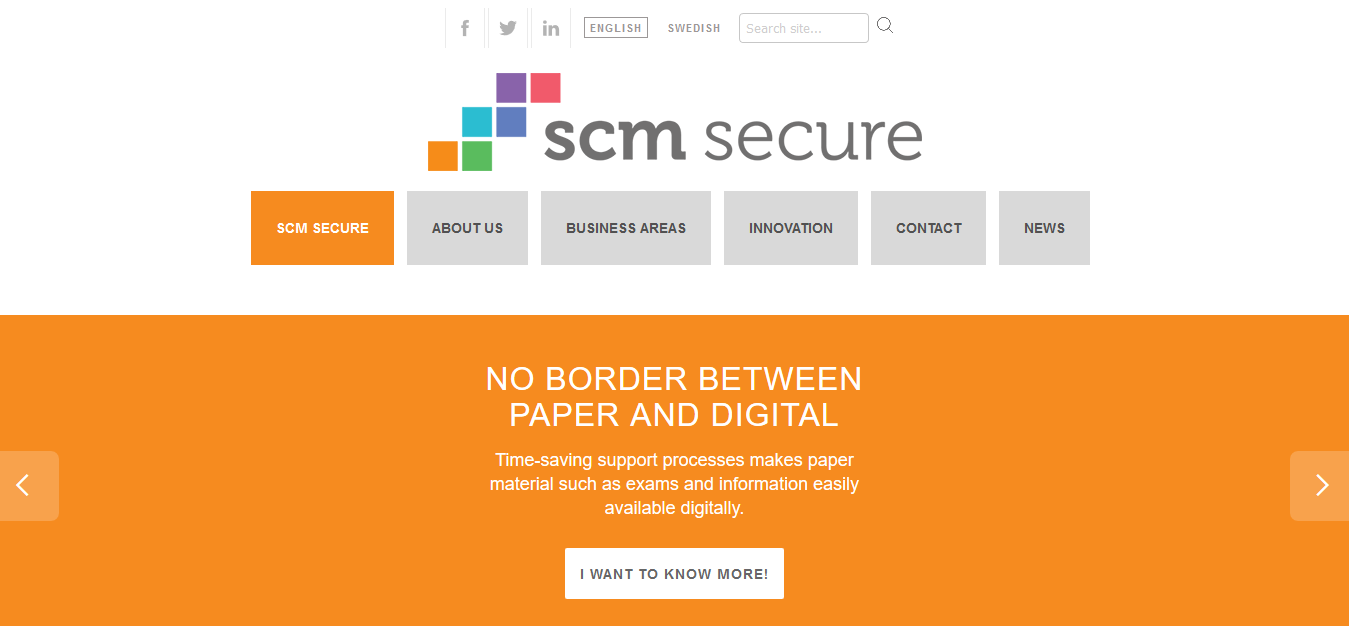 ENGLISH SWEDISH Search site...
scm secure
SCM SECURE ABOUT US BUSINESS AREAS INNOVATION CONTACT NEWS
NO BORDER BETWEEN
PAPER AND DIGITAL
Time-saving support processes makes paper
material such as exams and information easily
available digitally.
I WANT TO KNOW MORE!